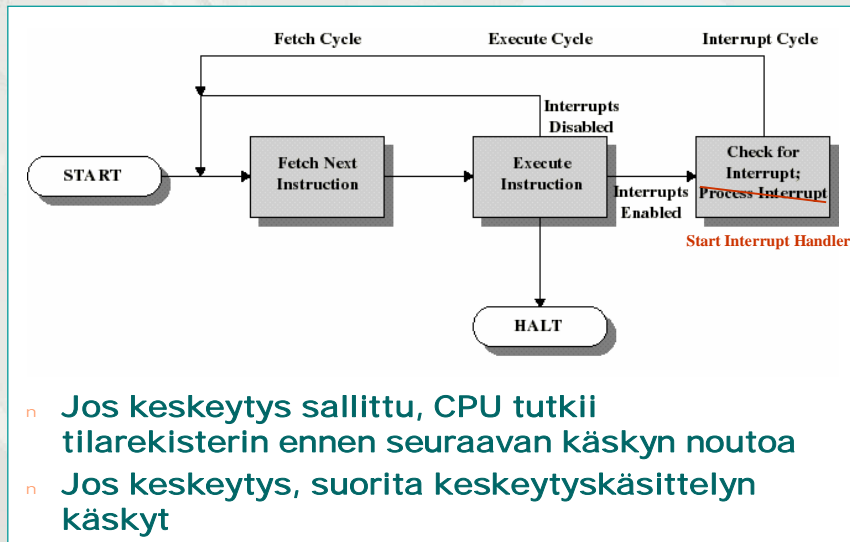 Fetch Cycle Execute Cycle Interrupt Cycle
Interrupts
Disabled
START
Fetch Next
Instruction
Execute
Instruction
Interrupts
Enabled
Check for
Interrupt;
Process Interrupt
Start Interrupt Handler
HALT
n Jos keskeytys sallittu, CPU tutkii
tilarekisterin ennen seuraavan käskyn noutoa
n Jos keskeytys, suorita keskeytyskäsittelyn
käskyt